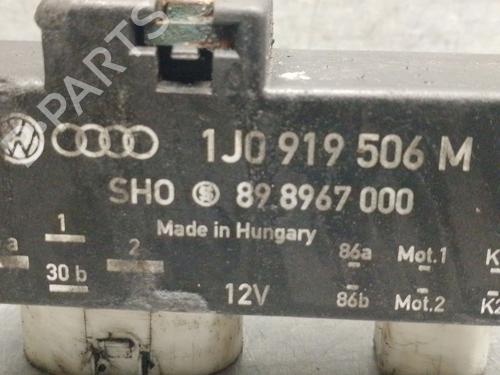 1J0 919 506 M
SHO S 89 8967 000
Made in Hungary
1 2 86a Mot.1
30 b 12V 86b Mot.2 K2